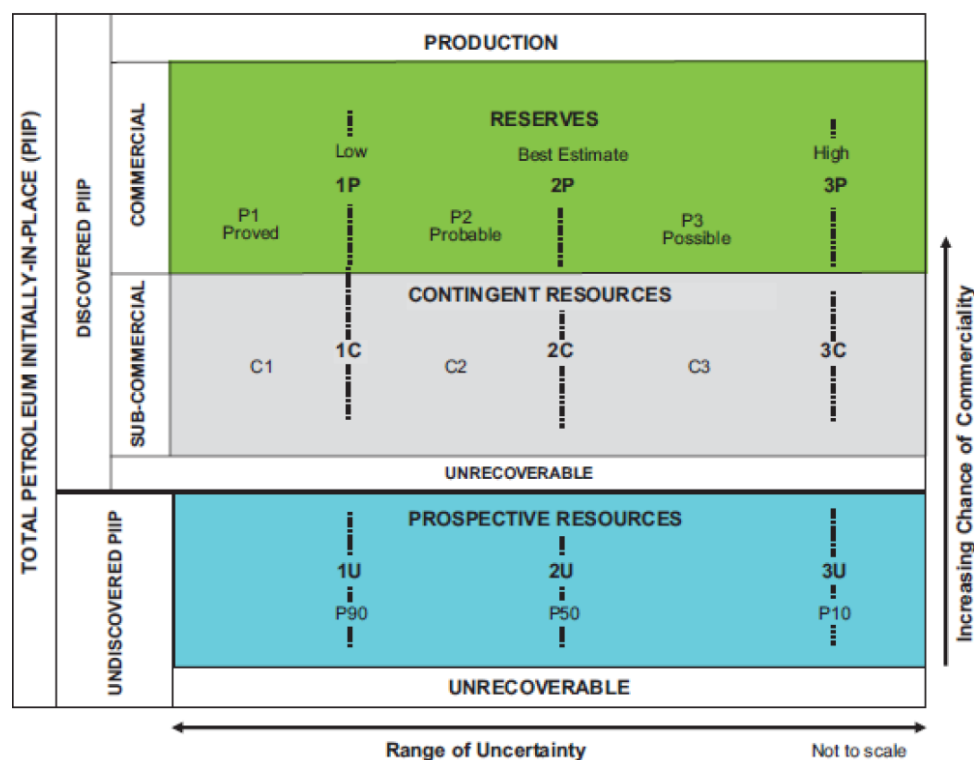 TOTAL PETROLEUM INITIALLY-IN-PLACE (PIIP)
DISCOVERED PIIP
UNDISCOVERED PIIP
COMMERCIAL
SUB-COMMERCIAL
PRODUCTION
RESERVES
Low
Best Estimate
High
1P
2P
3P
P1
Proved
P2
Probable
P3
Possible
CONTINGENT RESOURCES
1C
2C
3C
C1
C2
C3
UNRECOVERABLE
PROSPECTIVE RESOURCES
1U
2U
3U
P90
P50
P10
UNRECOVERABLE
Increasing Chance of Commerciality
Range of Uncertainty
Not to scale